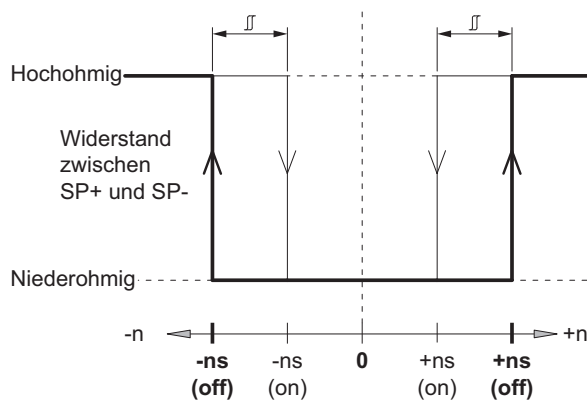 Hochohmig
Widerstand
zwischen
SP+ und SP-
Niederohmig
-n
+n
-ns
(off)
-ns
(on)
0
+ns
(on)
+ns
(off)